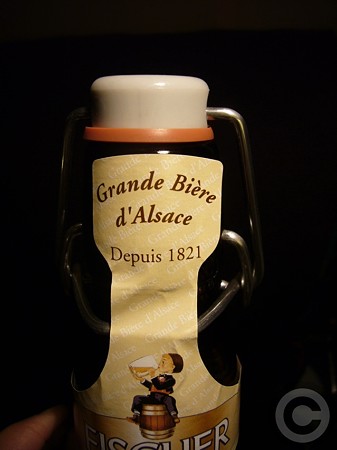 Grande Bière
d'Alsace
Depuis 1821
FISCHER
©